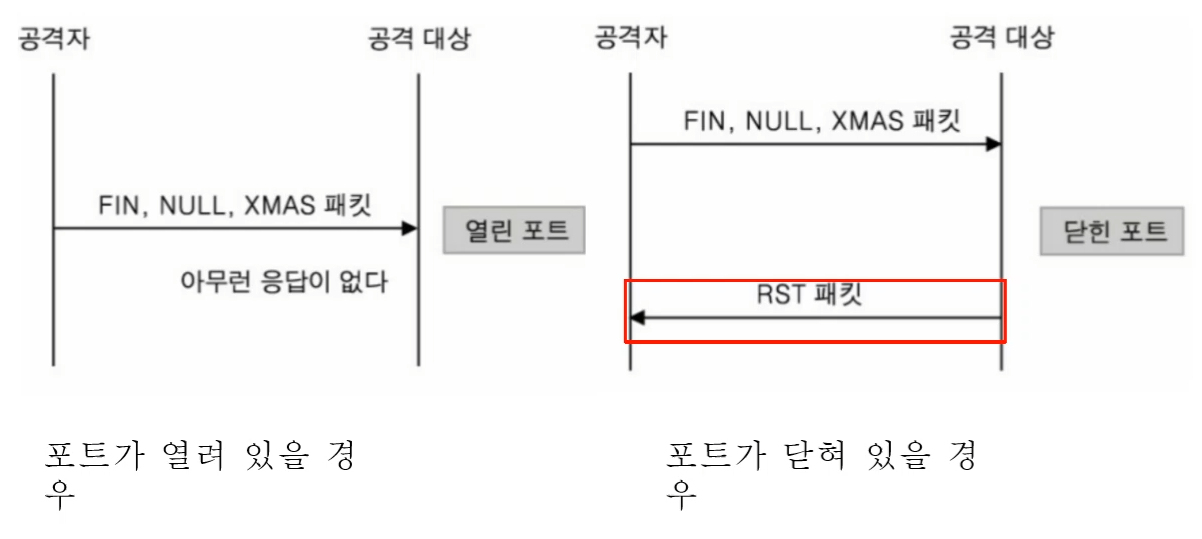 공격자
공격 대상
FIN, NULL, XMAS 패킷
아무런 응답이 없다
열린 포트
포트가 열려 있을 경
우
공격자
공격 대상
FIN, NULL, XMAS 패킷
닫힌 포트
RST 패킷
포트가 닫혀 있을 경
우